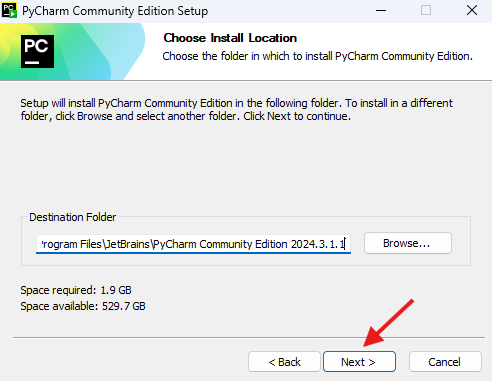 PyCharm Community Edition Setup
PC
Choose Install Location
Choose the folder in which to install PyCharm Community Edition.
Setup will install PyCharm Community Edition in the following folder. To install in a different
folder, click Browse and select another folder. Click Next to continue.
Destination Folder
rogram Files\JetBrains\PyCharm Community Edition 2024.3.1.1
Browse...
Space required: 1.9 GB
Space available: 529.7 GB
< Back
Next >
Cancel